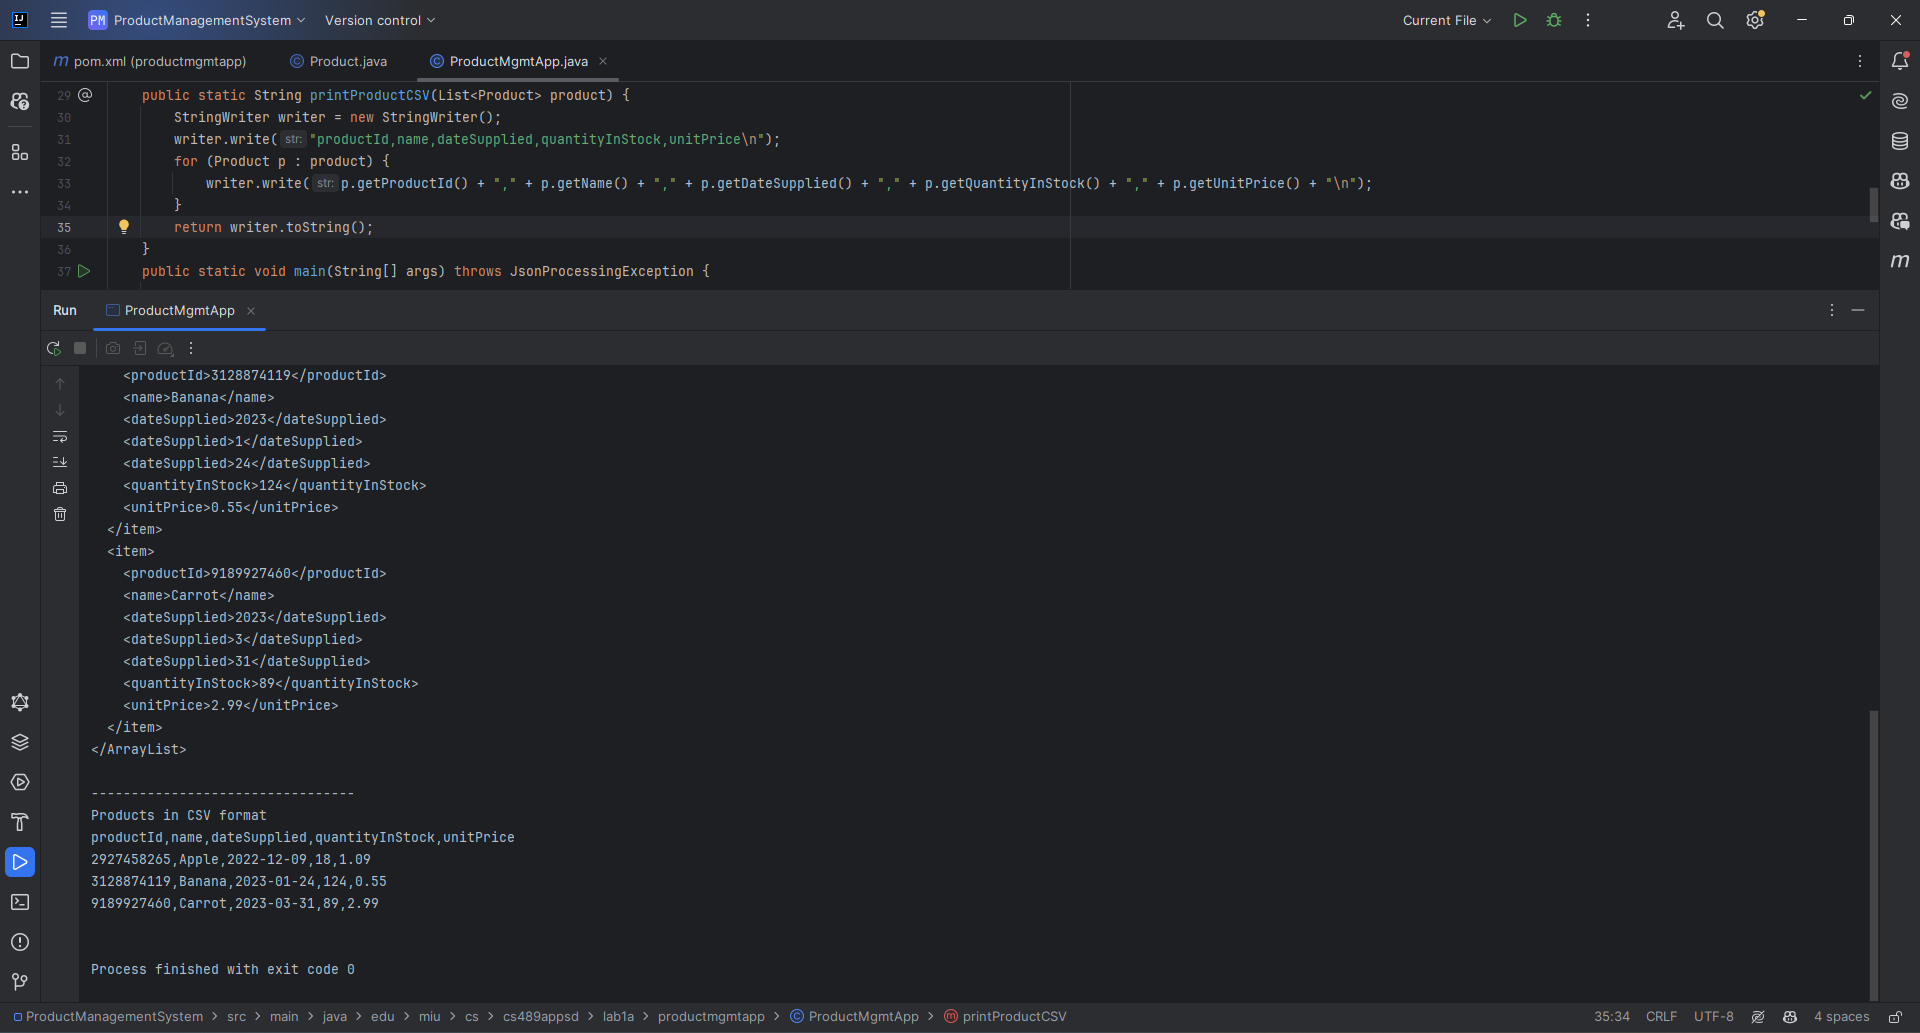 PM ProductManagementSystem Version control Current File
pom.xml (productmgmtapp) Product.java ProductMgmtApp.java
29 @ public static String printProductCSV(List<Product> product) {
30 StringWriter writer = new StringWriter();
31 writer.write( str: "productId,name,dateSupplied,quantityInStock,unitPrice\n");
32 for (Product p : product) {
33 writer.write( str: p.getProductId() + "," + p.getName() + "," + p.getDateSupplied() + "," + p.getQuantityInStock() + "," + p.getUnitPrice() + "\n");
34 }
35 return writer.toString();
36 }
37 public static void main(String[] args) throws JsonProcessingException {
Run ProductMgmtApp
<productId>3128874119</productId>
<name>Banana</name>
<dateSupplied>2023</dateSupplied>
<dateSupplied>1</dateSupplied>
<dateSupplied>24</dateSupplied>
<quantityInStock>124</quantityInStock>
<unitPrice>0.55</unitPrice>
</item>
<item>
<productId>9189927460</productId>
<name>Carrot</name>
<dateSupplied>2023</dateSupplied>
<dateSupplied>3</dateSupplied>
<dateSupplied>31</dateSupplied>
<quantityInStock>89</quantityInStock>
<unitPrice>2.99</unitPrice>
</item>
</ArrayList>
---------------------------------
Products in CSV format
productId,name,dateSupplied,quantityInStock,unitPrice
2927458265,Apple,2022-12-09,18,1.09
3128874119,Banana,2023-01-24,124,0.55
9189927460,Carrot,2023-03-31,89,2.99
Process finished with exit code 0
ProductManagementSystem > src > main > java > edu > miu > cs > cs489appsd > lab1a > productmgmtapp > ProductMgmtApp > printProductCSV 35:34 CRLF UTF-8 4 spaces